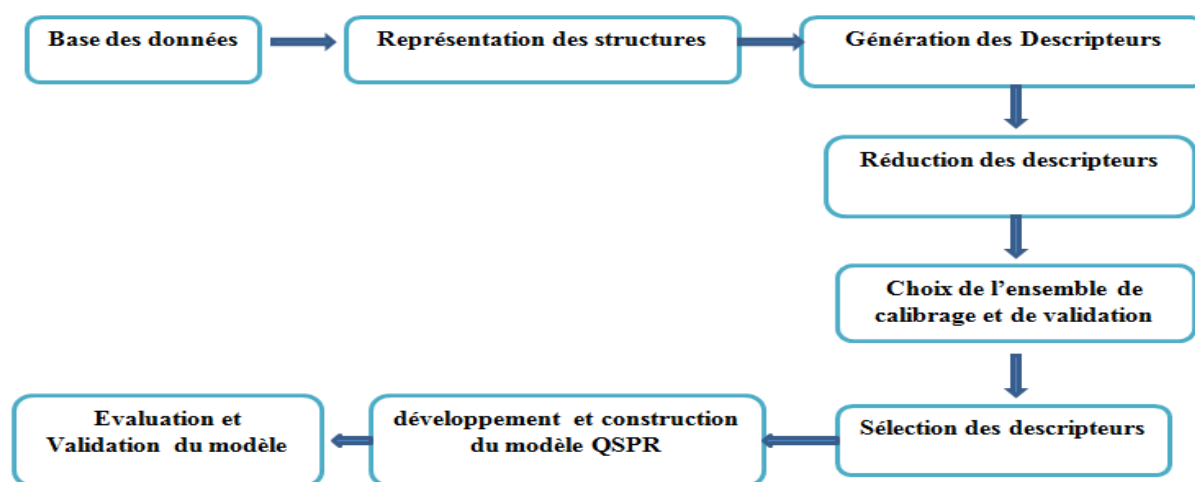 Base des données
Représentation des structures
Génération des Descripteurs
Réduction des descripteurs
Choix de l’ensemble de
calibrage et de validation
Sélection des descripteurs
développement et construction
du modèle QSPR
Evaluation et
Validation du modèle